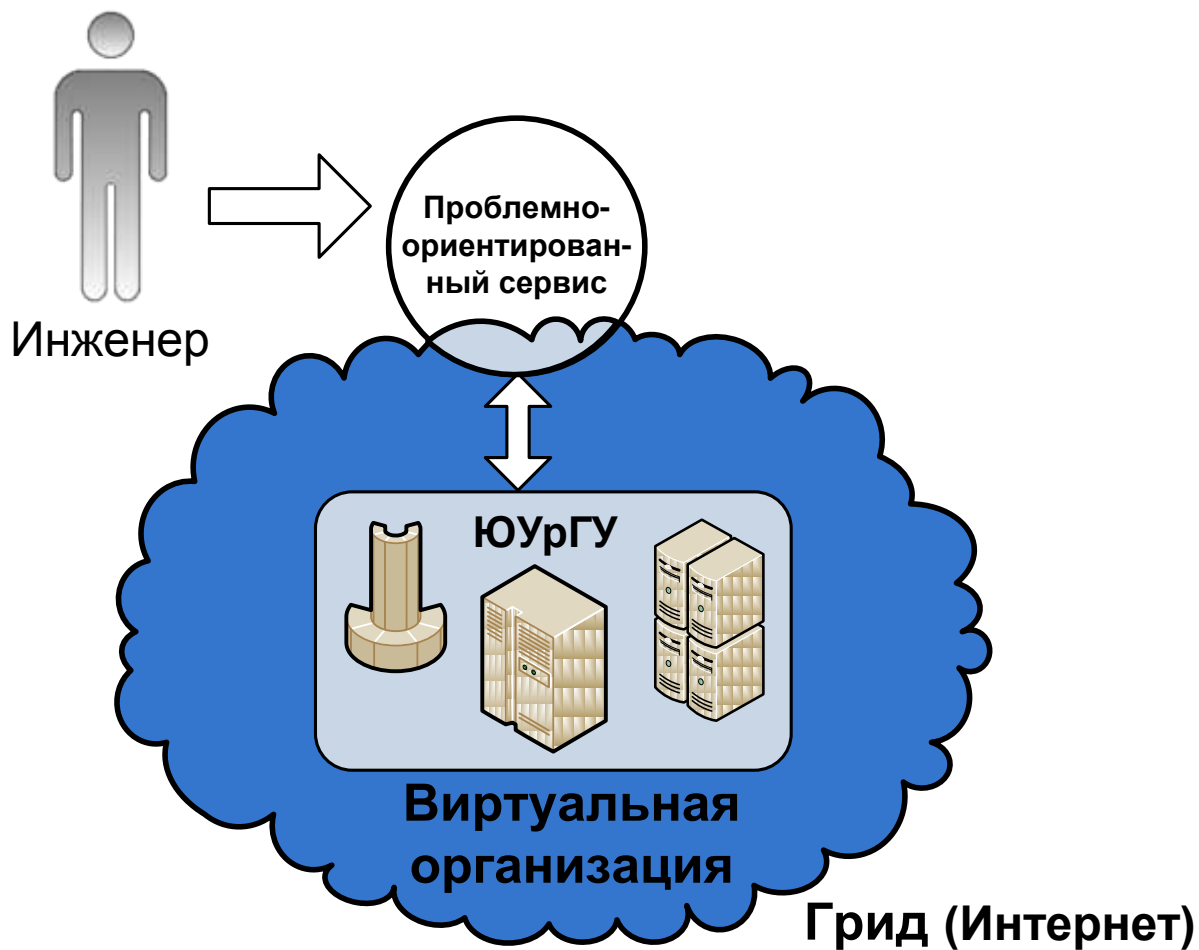 Проблемно-
ориентирован-
ный сервис
Инженер
ЮУрГУ
Виртуальная
организация
Грид (Интернет)